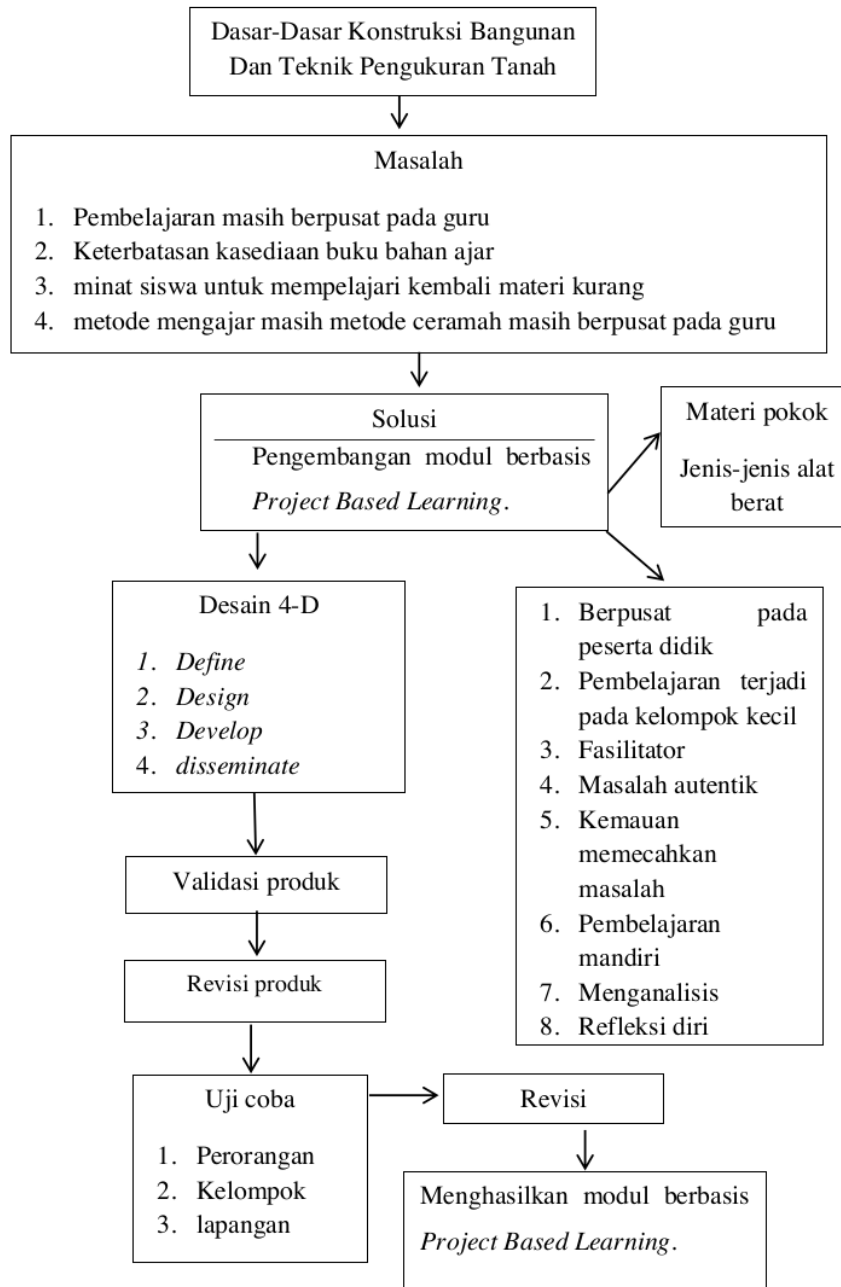 Dasar-Dasar Konstruksi Bangunan
Dan Teknik Pengukuran Tanah
Masalah
1. Pembelajaran masih berpusat pada guru
2. Keterbatasan kasediaan buku bahan ajar
3. minat siswa untuk mempelajari kembali materi kurang
4. metode mengajar masih metode ceramah masih berpusat pada guru
Solusi
Pengembangan modul berbasis
Project Based Learning.
Materi pokok
Jenis-jenis alat
berat
Desain 4-D
1. Define
2. Design
3. Develop
4. disseminate
1. Berpusat pada
peserta didik
2. Pembelajaran terjadi
pada kelompok kecil
3. Fasilitator
4. Masalah autentik
5. Kemauan
memecahkan
masalah
6. Pembelajaran
mandiri
7. Menganalisis
8. Refleksi diri
Validasi produk
Revisi produk
Uji coba
1. Perorangan
2. Kelompok
3. lapangan
Revisi
Menghasilkan modul berbasis
Project Based Learning.